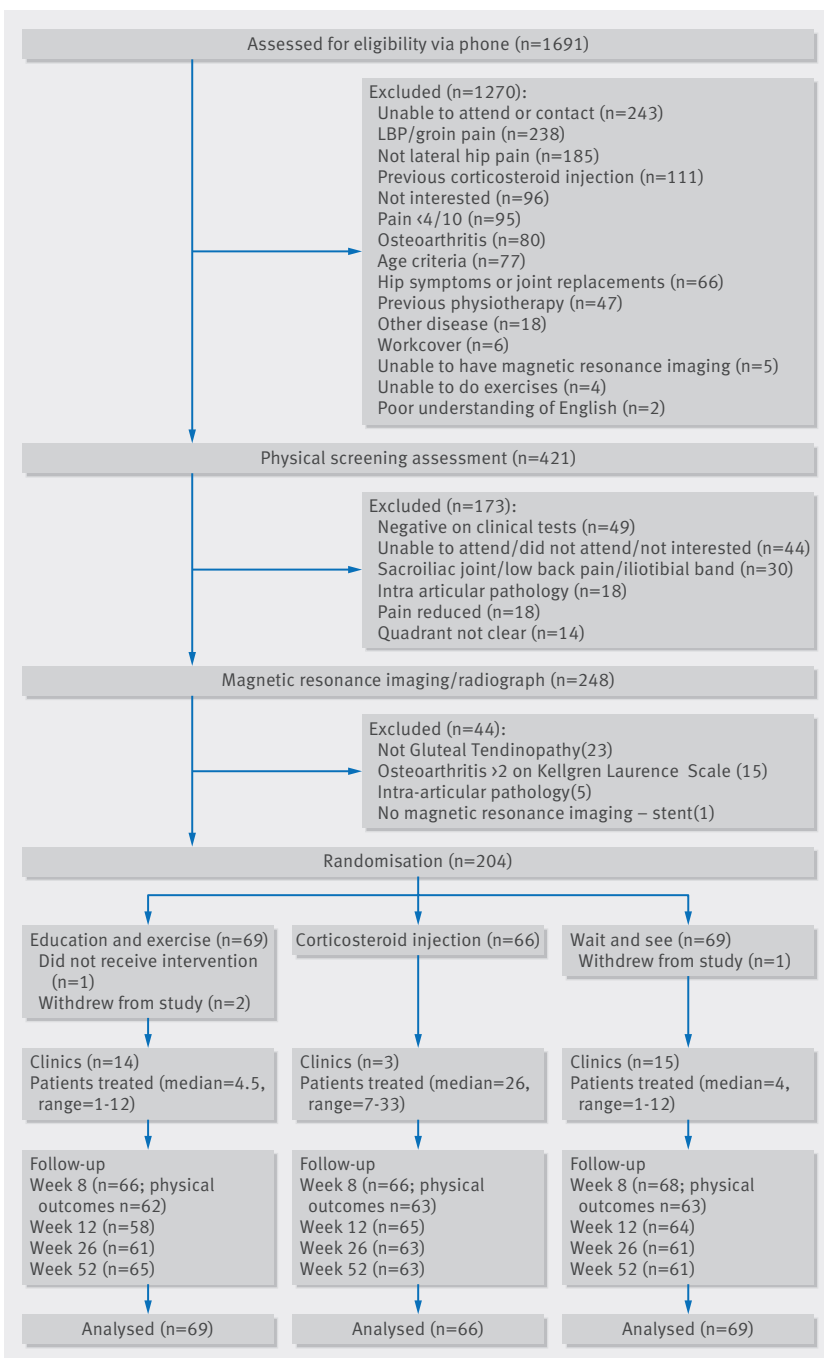 Assessed for eligibility via phone (n=1691)
Excluded (n=1270):
Unable to attend or contact (n=243)
LBP/groin pain (n=238)
Not lateral hip pain (n=185)
Previous corticosteroid injection (n=111)
Not interested (n=96)
Pain <4/10 (n=95)
Osteoarthritis (n=80)
Age criteria (n=77)
Hip symptoms or joint replacements (n=66)
Previous physiotherapy (n=47)
Other disease (n=18)
Workcover (n=6)
Unable to have magnetic resonance imaging (n=5)
Unable to do exercises (n=4)
Poor understanding of English (n=2)
Physical screening assessment (n=421)
Excluded (n=173):
Negative on clinical tests (n=49)
Unable to attend/did not attend/not interested (n=44)
Sacroiliac joint/low back pain/iliotibial band (n=30)
Intra articular pathology (n=18)
Pain reduced (n=18)
Quadrant not clear (n=14)
Magnetic resonance imaging/radiograph (n=248)
Excluded (n=44):
Not Gluteal Tendinopathy(23)
Osteoarthritis >2 on Kellgren Laurence Scale (15)
Intra-articular pathology(5)
No magnetic resonance imaging – stent(1)
Randomisation (n=204)
Education and exercise (n=69)
Did not receive intervention
(n=1)
Withdrew from study (n=2)
Corticosteroid injection (n=66)
Wait and see (n=69)
Withdrew from study (n=1)
Clinics (n=14)
Patients treated (median=4.5,
range=1-12)
Clinics (n=3)
Patients treated (median=26,
range=7-33)
Clinics (n=15)
Patients treated (median=4,
range=1-12)
Follow-up
Week 8 (n=66; physical
outcomes n=62)
Week 12 (n=58)
Week 26 (n=61)
Week 52 (n=65)
Follow-up
Week 8 (n=66; physical
outcomes n=63)
Week 12 (n=65)
Week 26 (n=63)
Week 52 (n=63)
Follow-up
Week 8 (n=68; physical
outcomes n=63)
Week 12 (n=64)
Week 26 (n=61)
Week 52 (n=61)
Analysed (n=69)
Analysed (n=66)
Analysed (n=69)